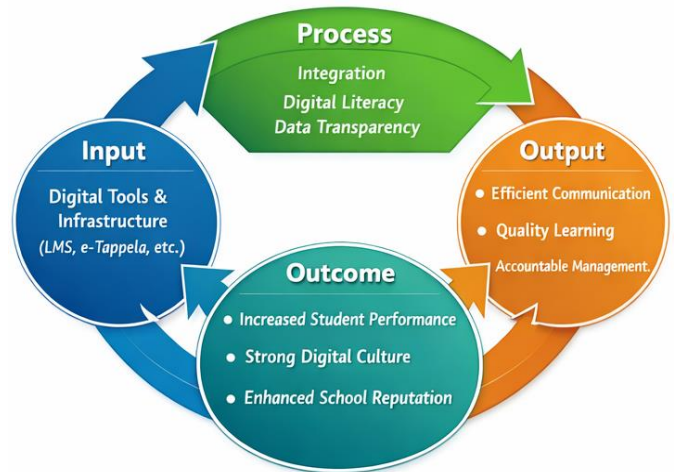 Process
Integration
Digital Literacy
Data Transparency
Input
Digital Tools &
Infrastructure
(LMS, e-Tappela, etc.)
Output
• Efficient Communication
• Quality Learning
• Accountable Management.
Outcome
• Increased Student Performance
• Strong Digital Culture
• Enhanced School Reputation